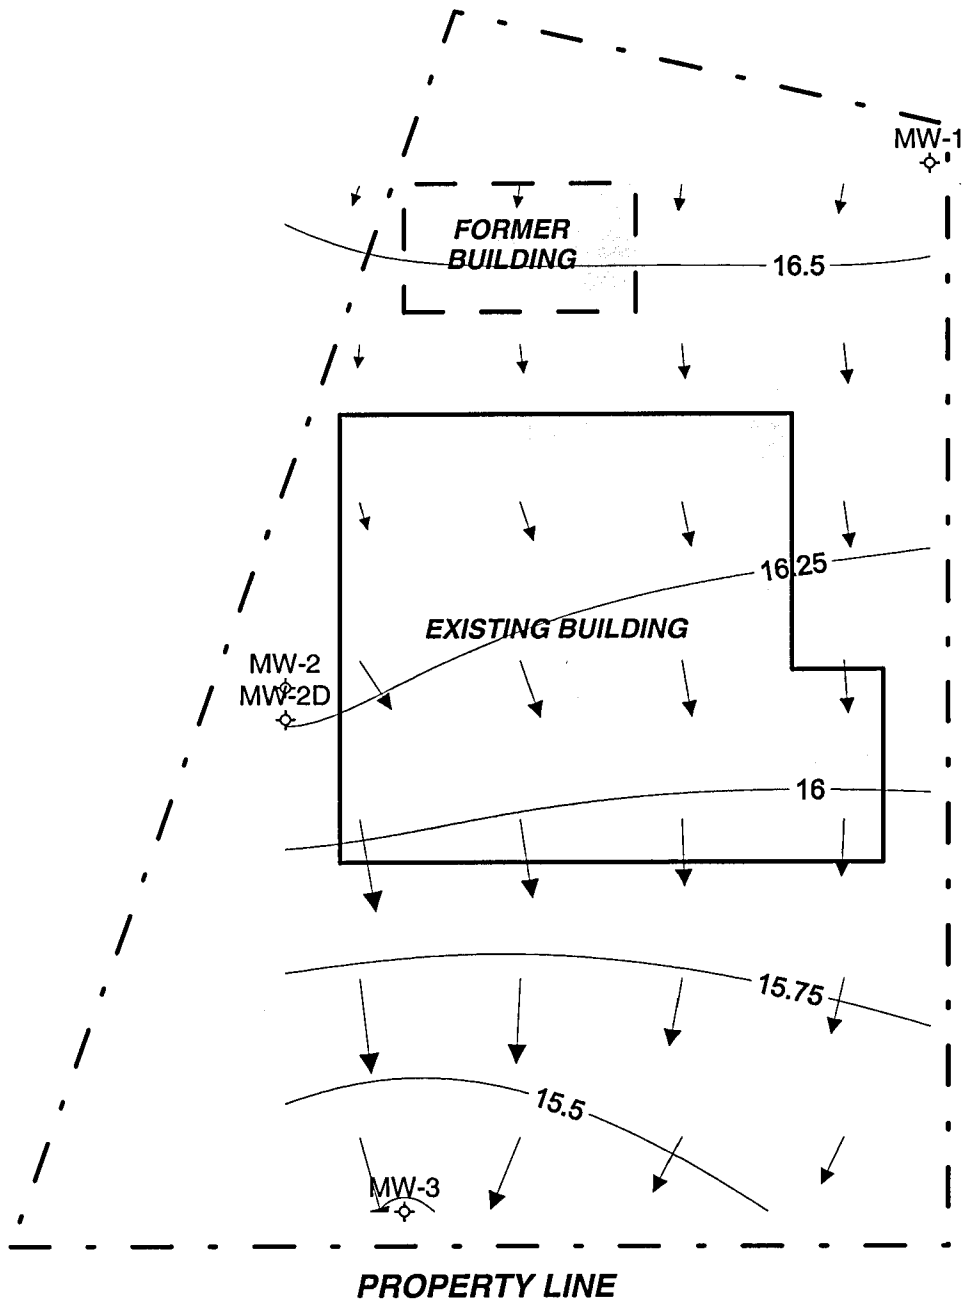 MW-1
FORMER
BUILDING
16.5
16.25
EXISTING BUILDING
MW-2
MW-2D
16
15.75
15.5
MW-3
PROPERTY LINE